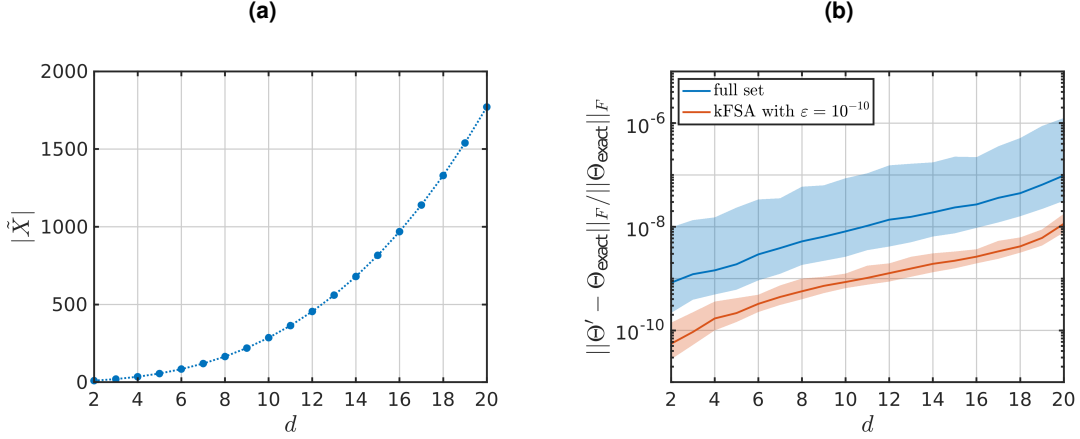 (a)
2000
1500
1000
500
0
|X̃|
2 4 6 8 10 12 14 16 18 20
d
(b)
full set
kFSA with ε = 10⁻¹⁰
10⁻⁶
10⁻⁸
10⁻¹⁰
||Θ′ − Θexact||F / ||Θexact||F
2 4 6 8 10 12 14 16 18 20
d